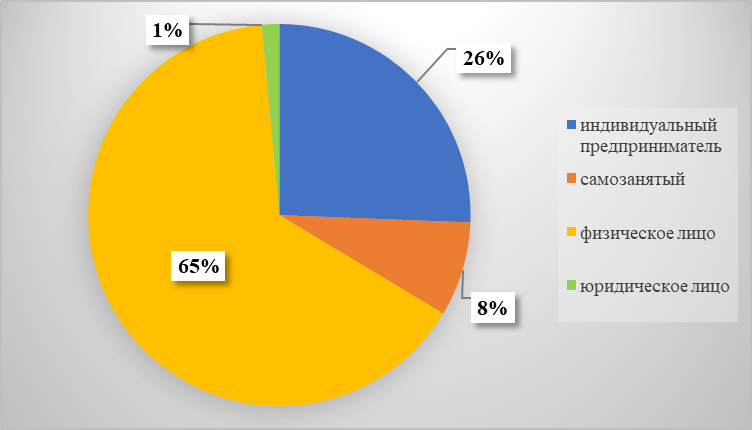 1%
26%
65%
8%
индивидуальный
предприниматель
самозанятый
физическое лицо
юридическое лицо